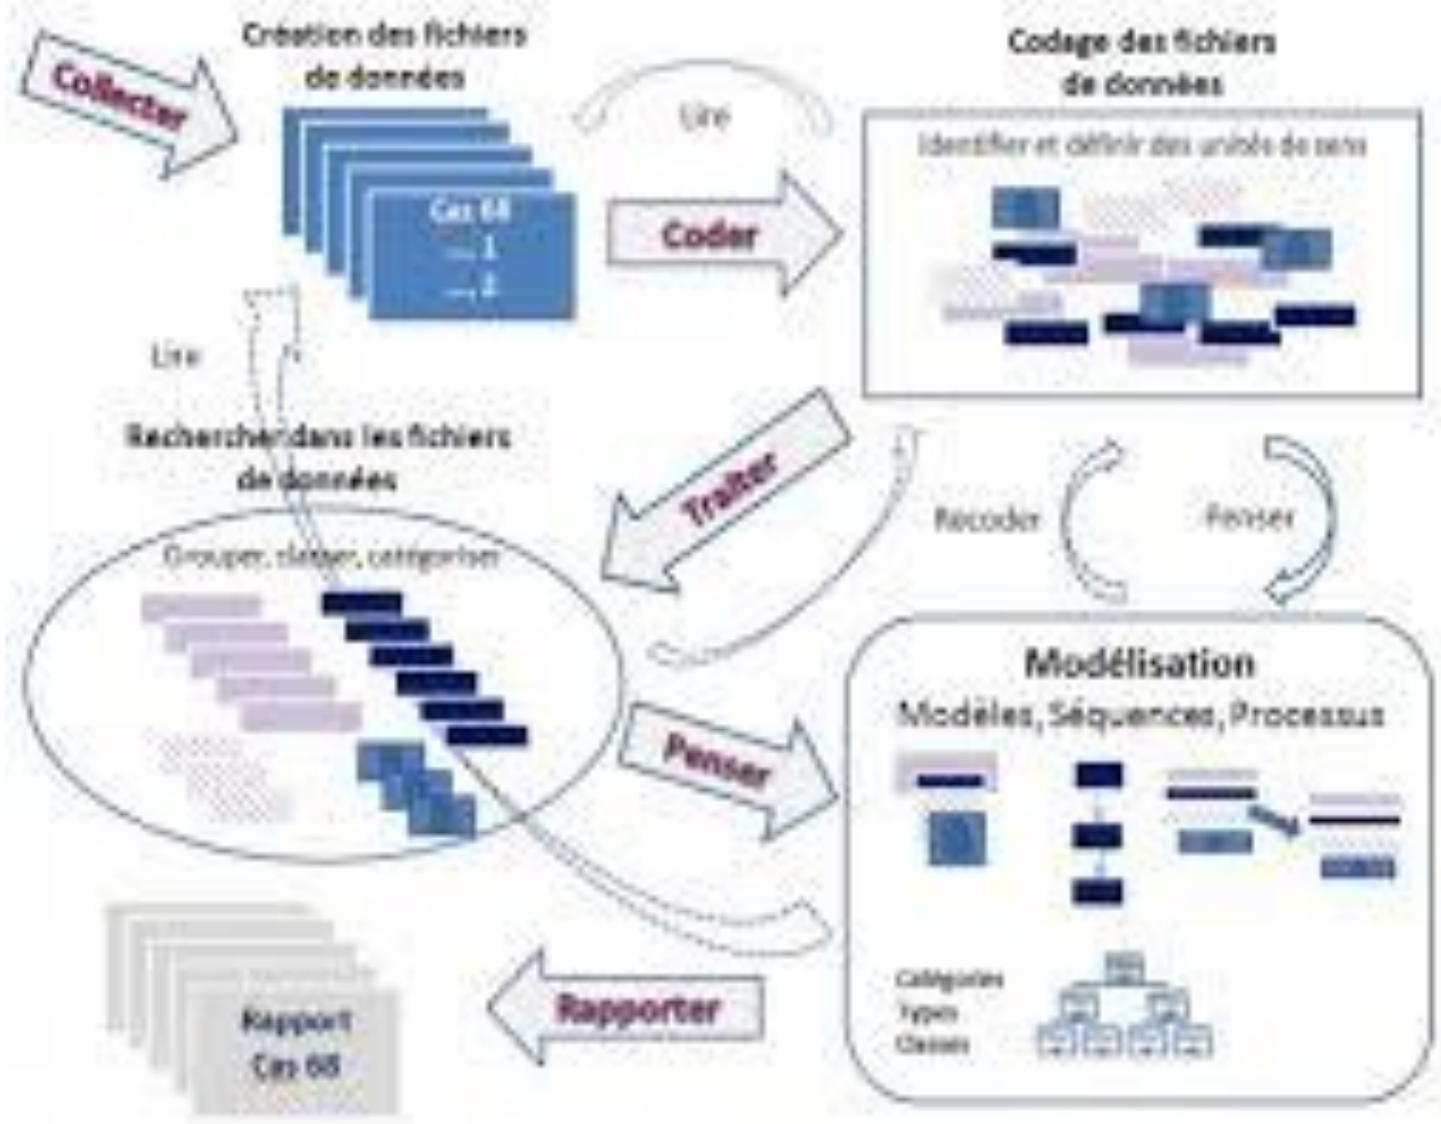 Collecter
Création des fichiers
de données
Cas 68
..., 1
..., 2
Lire
Coder
Codage des fichiers
de données
Identifier et définir des unités de sens
Lire
Traiter
Rechercher dans les fichiers
de données
Grouper, classer, catégoriser
Recoder
Penser
Penser
Modélisation
Modèles, Séquences, Processus
Catégories
Types
Classes
Rapporter
Rapport
Cas 68